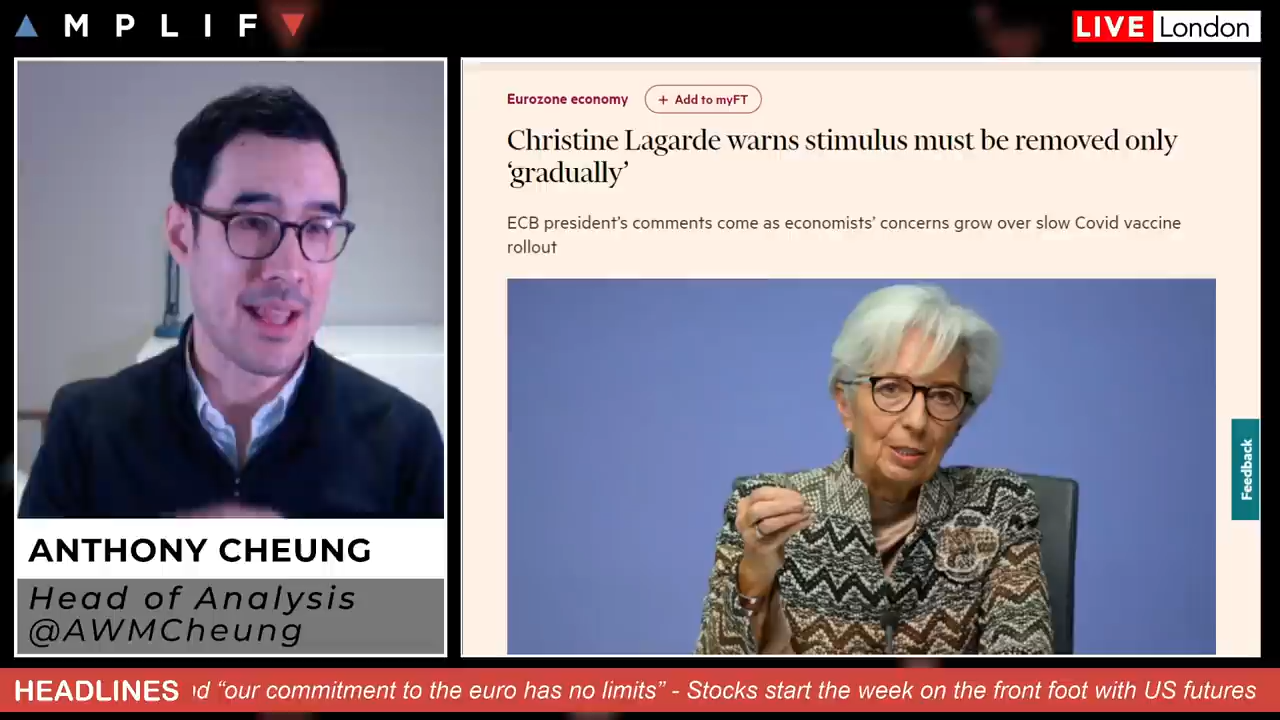 AMPLIFY
LIVE London
Eurozone economy
+ Add to myFT
Christine Lagarde warns stimulus must be removed only
‘gradually’
ECB president’s comments come as economists’ concerns grow over slow Covid vaccine
rollout
Feedback
ANTHONY CHEUNG
Head of Analysis
@AWMCheung
HEADLINES “our commitment to the euro has no limits” - Stocks start the week on the front foot with US futures